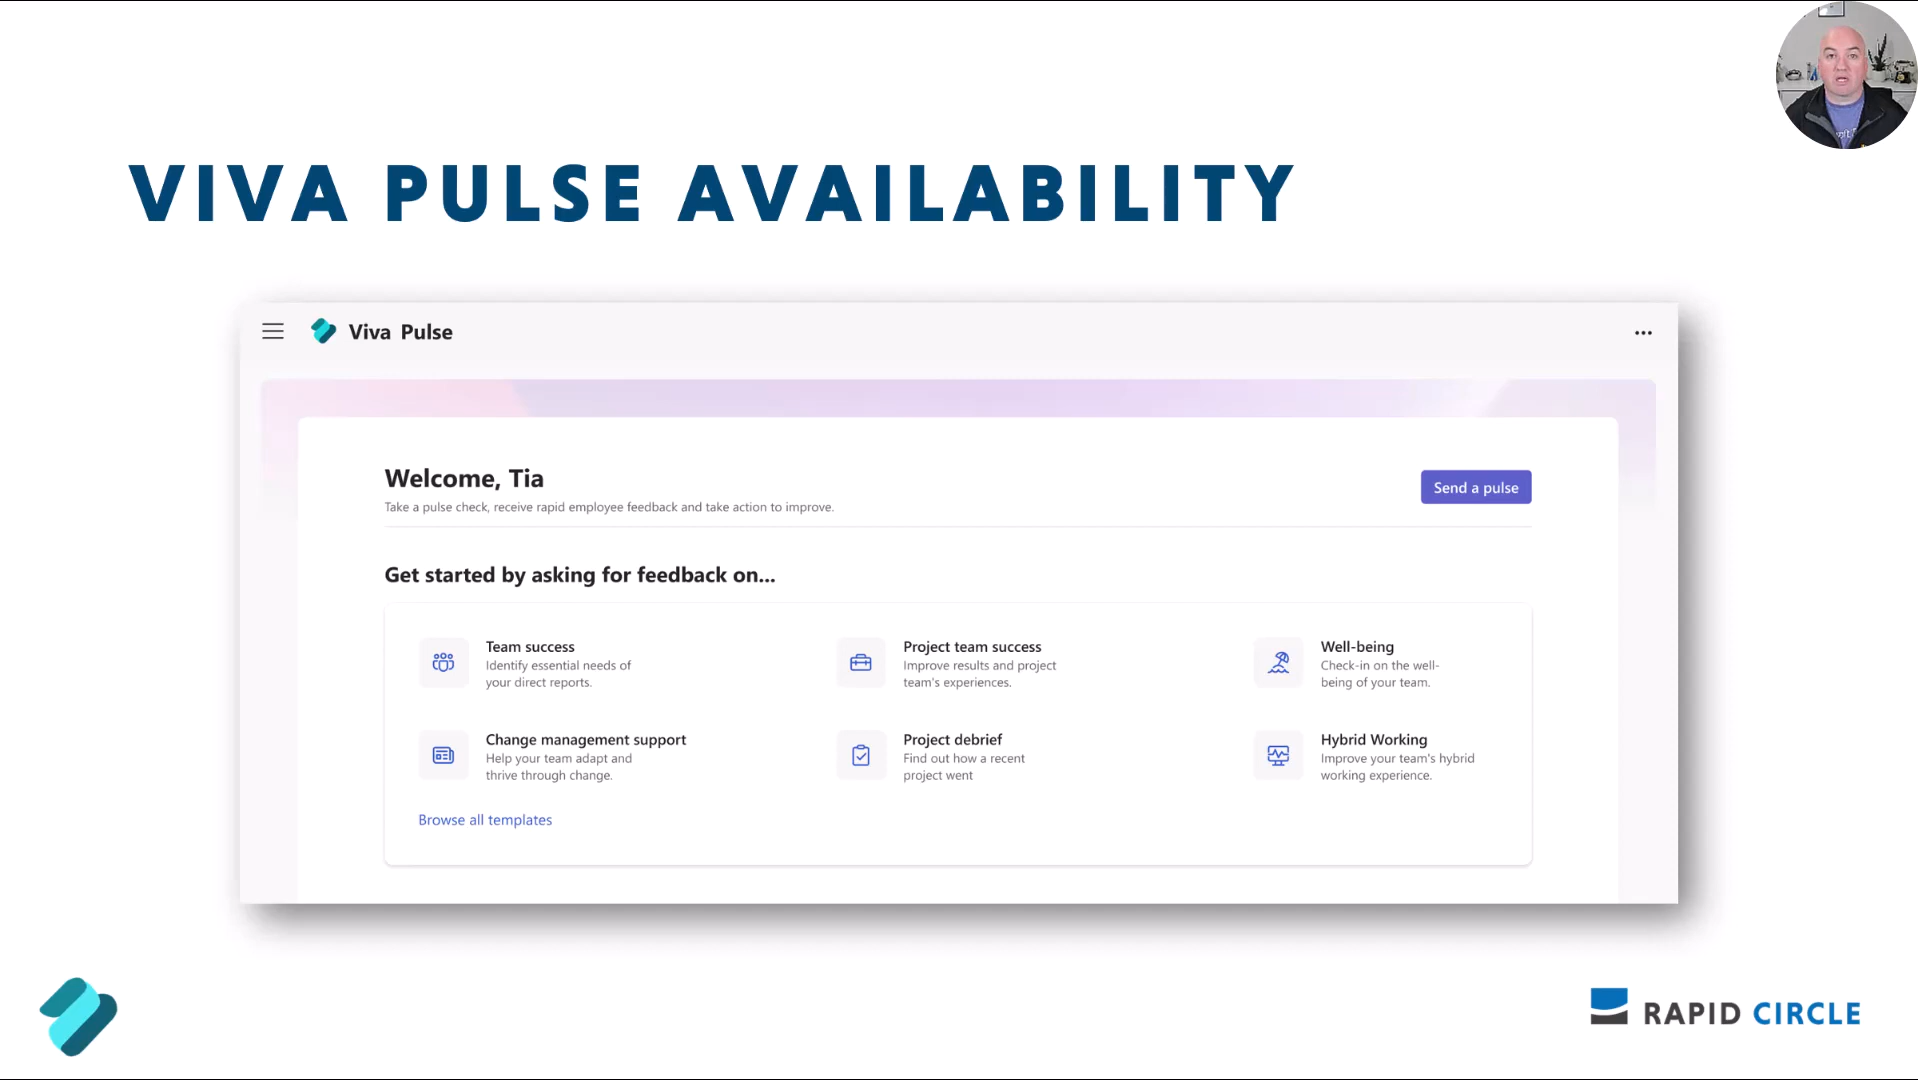 VIVA PULSE AVAILABILITY
Viva Pulse
Welcome, Tia
Take a pulse check, receive rapid employee feedback and take action to improve.
Send a pulse
Get started by asking for feedback on...
Team success
Identify essential needs of
your direct reports.
Project team success
Improve results and project
team's experiences.
Well-being
Check-in on the well-
being of your team.
Change management support
Help your team adapt and
thrive through change.
Project debrief
Find out how a recent
project went
Hybrid Working
Improve your team's hybrid
working experience.
Browse all templates
RAPID CIRCLE